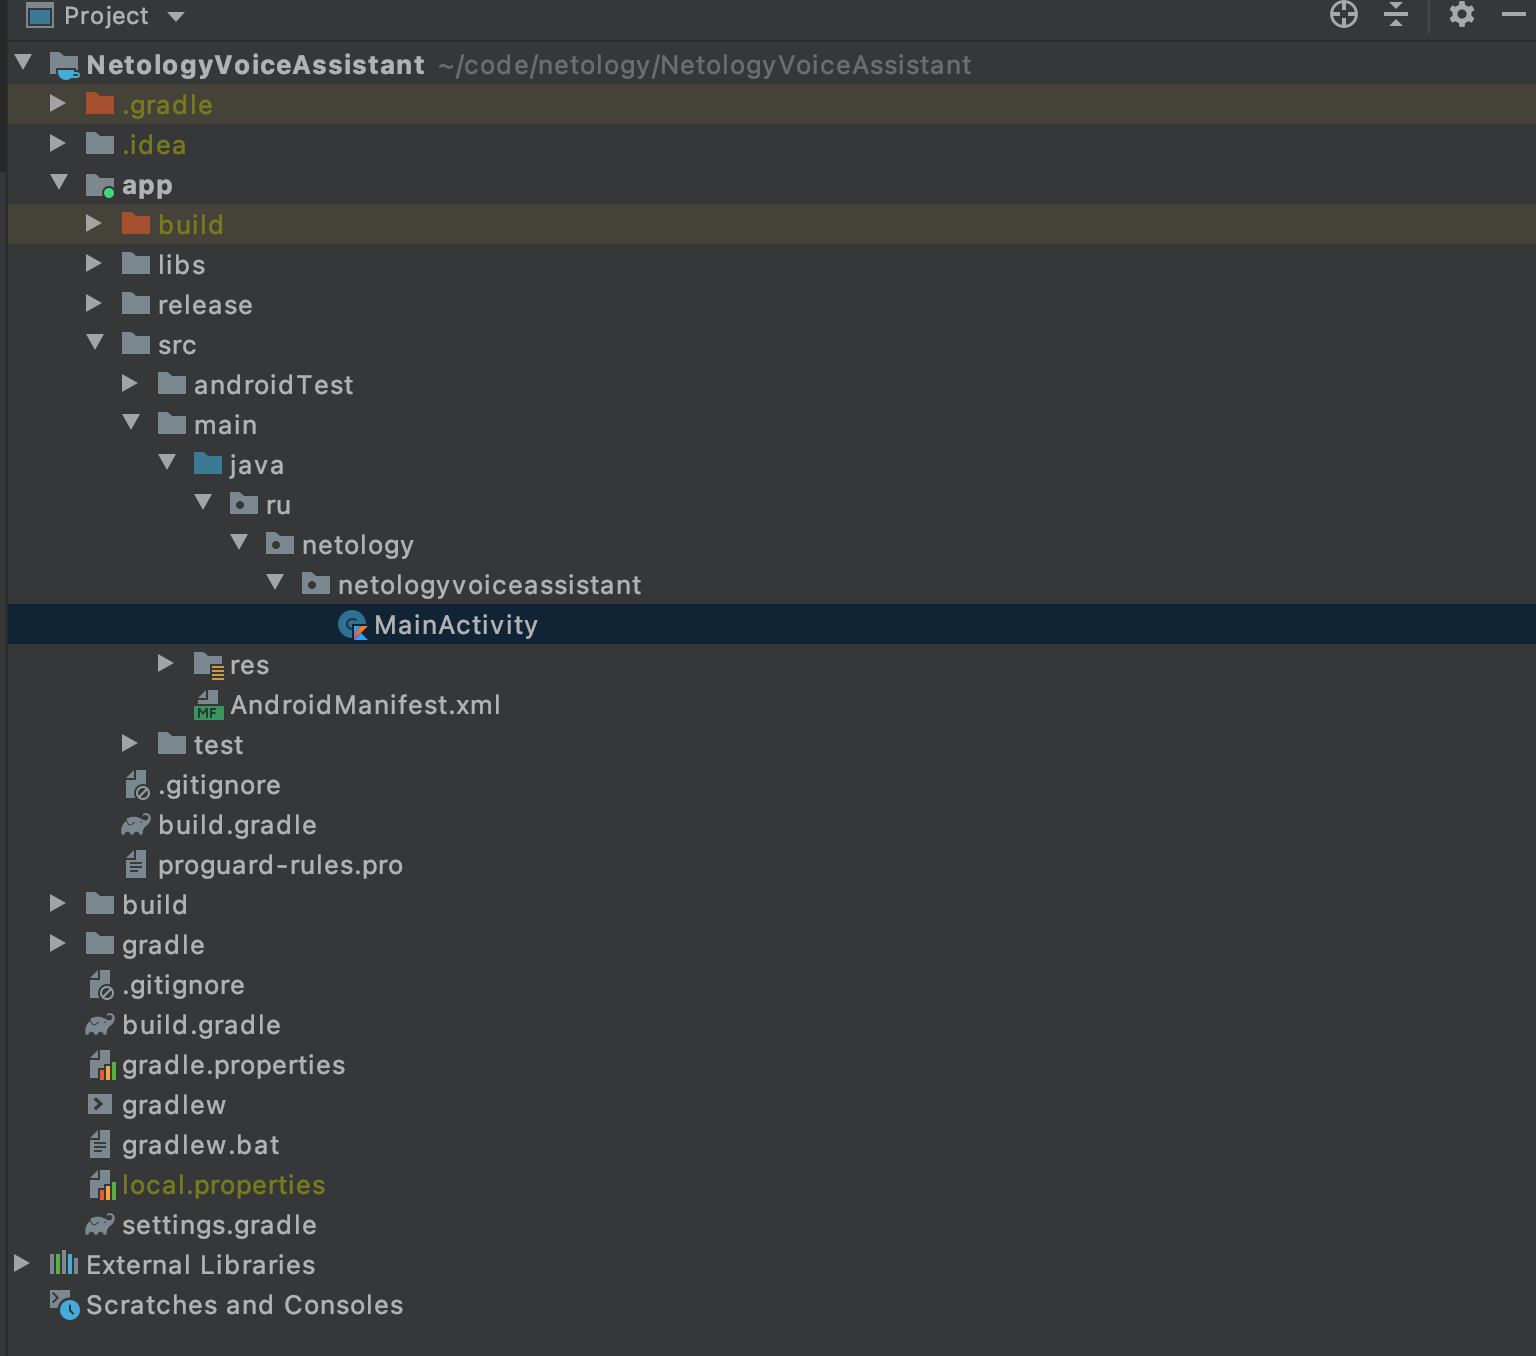 Project
NetologyVoiceAssistant ~/code/netology/NetologyVoiceAssistant
.gradle
.idea
app
build
libs
release
src
androidTest
main
java
ru
netology
netologyvoiceassistant
MainActivity
res
AndroidManifest.xml
test
.gitignore
build.gradle
proguard-rules.pro
build
gradle
.gitignore
build.gradle
gradle.properties
gradlew
gradlew.bat
local.properties
settings.gradle
External Libraries
Scratches and Consoles